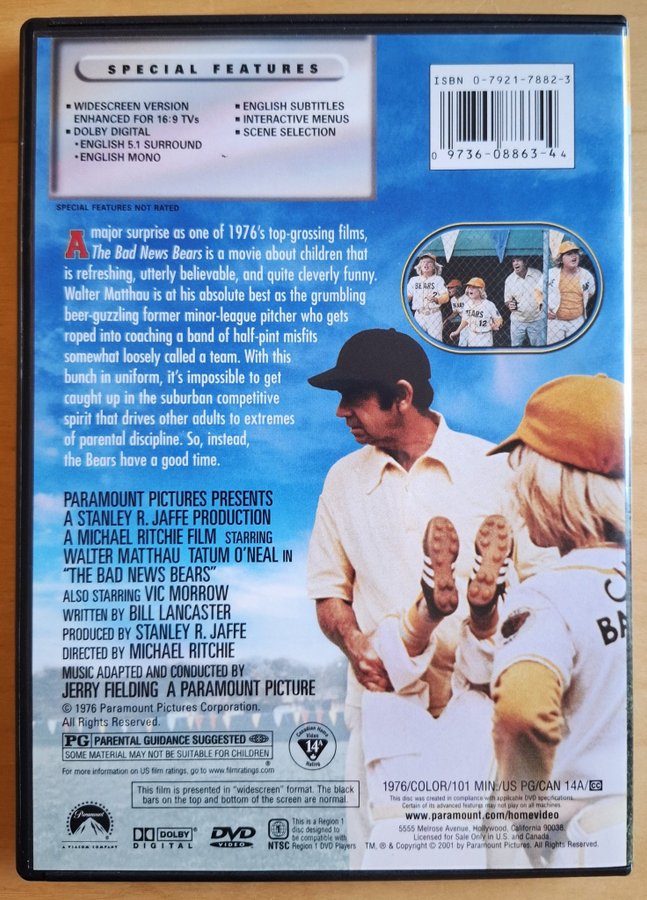 SPECIAL FEATURES
▪ WIDESCREEN VERSION
ENHANCED FOR 16:9 TVs
▪ DOLBY DIGITAL
• ENGLISH 5.1 SURROUND
• ENGLISH MONO
▪ ENGLISH SUBTITLES
▪ INTERACTIVE MENUS
▪ SCENE SELECTION
SPECIAL FEATURES NOT RATED
ISBN 0-7921-7882-3
0 9736-08863-4 4
A major surprise as one of 1976's top-grossing films,
The Bad News Bears is a movie about children that
is refreshing, utterly believable, and quite cleverly funny.
Walter Matthau is at his absolute best as the grumbling
beer-guzzling former minor-league pitcher who gets
roped into coaching a band of half-pint misfits
somewhat loosely called a team. With this
bunch in uniform, it's impossible to get
caught up in the suburban competitive
spirit that drives other adults to extremes
of parental discipline. So, instead,
the Bears have a good time.
BEARS
BEARS
12
PARAMOUNT PICTURES PRESENTS
A STANLEY R. JAFFE PRODUCTION
A MICHAEL RITCHIE FILM STARRING
WALTER MATTHAU TATUM O'NEAL IN
"THE BAD NEWS BEARS"
ALSO STARRING VIC MORROW
WRITTEN BY BILL LANCASTER
PRODUCED BY STANLEY R. JAFFE
DIRECTED BY MICHAEL RITCHIE
MUSIC ADAPTED AND CONDUCTED BY
JERRY FIELDING A PARAMOUNT PICTURE
© 1976 Paramount Pictures Corporation.
All Rights Reserved.
PG PARENTAL GUIDANCE SUGGESTED
SOME MATERIAL MAY NOT BE SUITABLE FOR CHILDREN ®
For more information on US film ratings, go to www.filmratings.com
Canadian Home
Video
14A
BA
This film is presented in "widescreen" format. The black
bars on the top and bottom of the screen are normal.
Paramount
A VIACOM COMPANY
DOLBY
DIGITAL
DVD
VIDEO
1
NTSC
This is a Region 1
disc designed to
be compatible with
Region 1 DVD Players
1976/COLOR/101 MIN./US PG/CAN 14A/CC
This disc was created in compliance with applicable DVD specifications.
Certain of its advanced features may not play on all machines.
www.paramount.com/homevideo
5555 Melrose Avenue, Hollywood, California 90038.
Licensed for Sale Only in U.S. and Canada.
TM, ® & Copyright © 2001 by Paramount Pictures. All Rights Reserved.